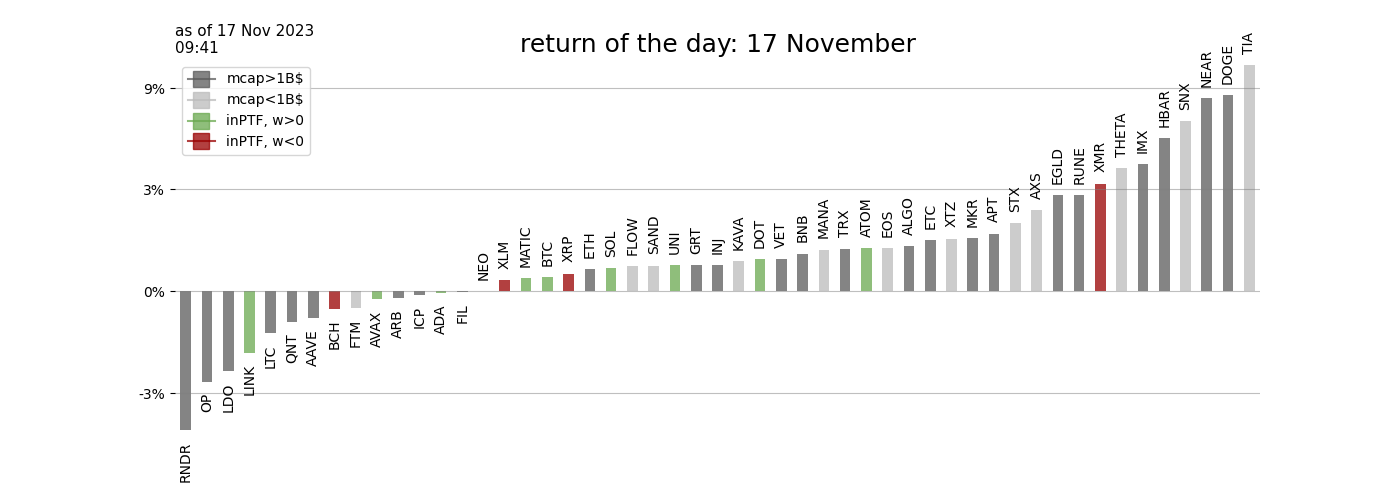 as of 17 Nov 2023
09:41
return of the day: 17 November
mcap>1B$
mcap<1B$
inPTF, w>0
inPTF, w<0
9%
3%
0%
-3%
RNDR
OP
LDO
LINK
LTC
QNT
AAVE
BCH
FTM
AVAX
ARB
ICP
ADA
FIL
NEO
XLM
MATIC
BTC
XRP
ETH
SOL
FLOW
SAND
UNI
GRT
INJ
KAVA
DOT
VET
BNB
MANA
TRX
ATOM
EOS
ALGO
ETC
XTZ
MKR
APT
STX
AXS
EGLD
RUNE
XMR
THETA
IMX
HBAR
SNX
NEAR
DOGE
TIA